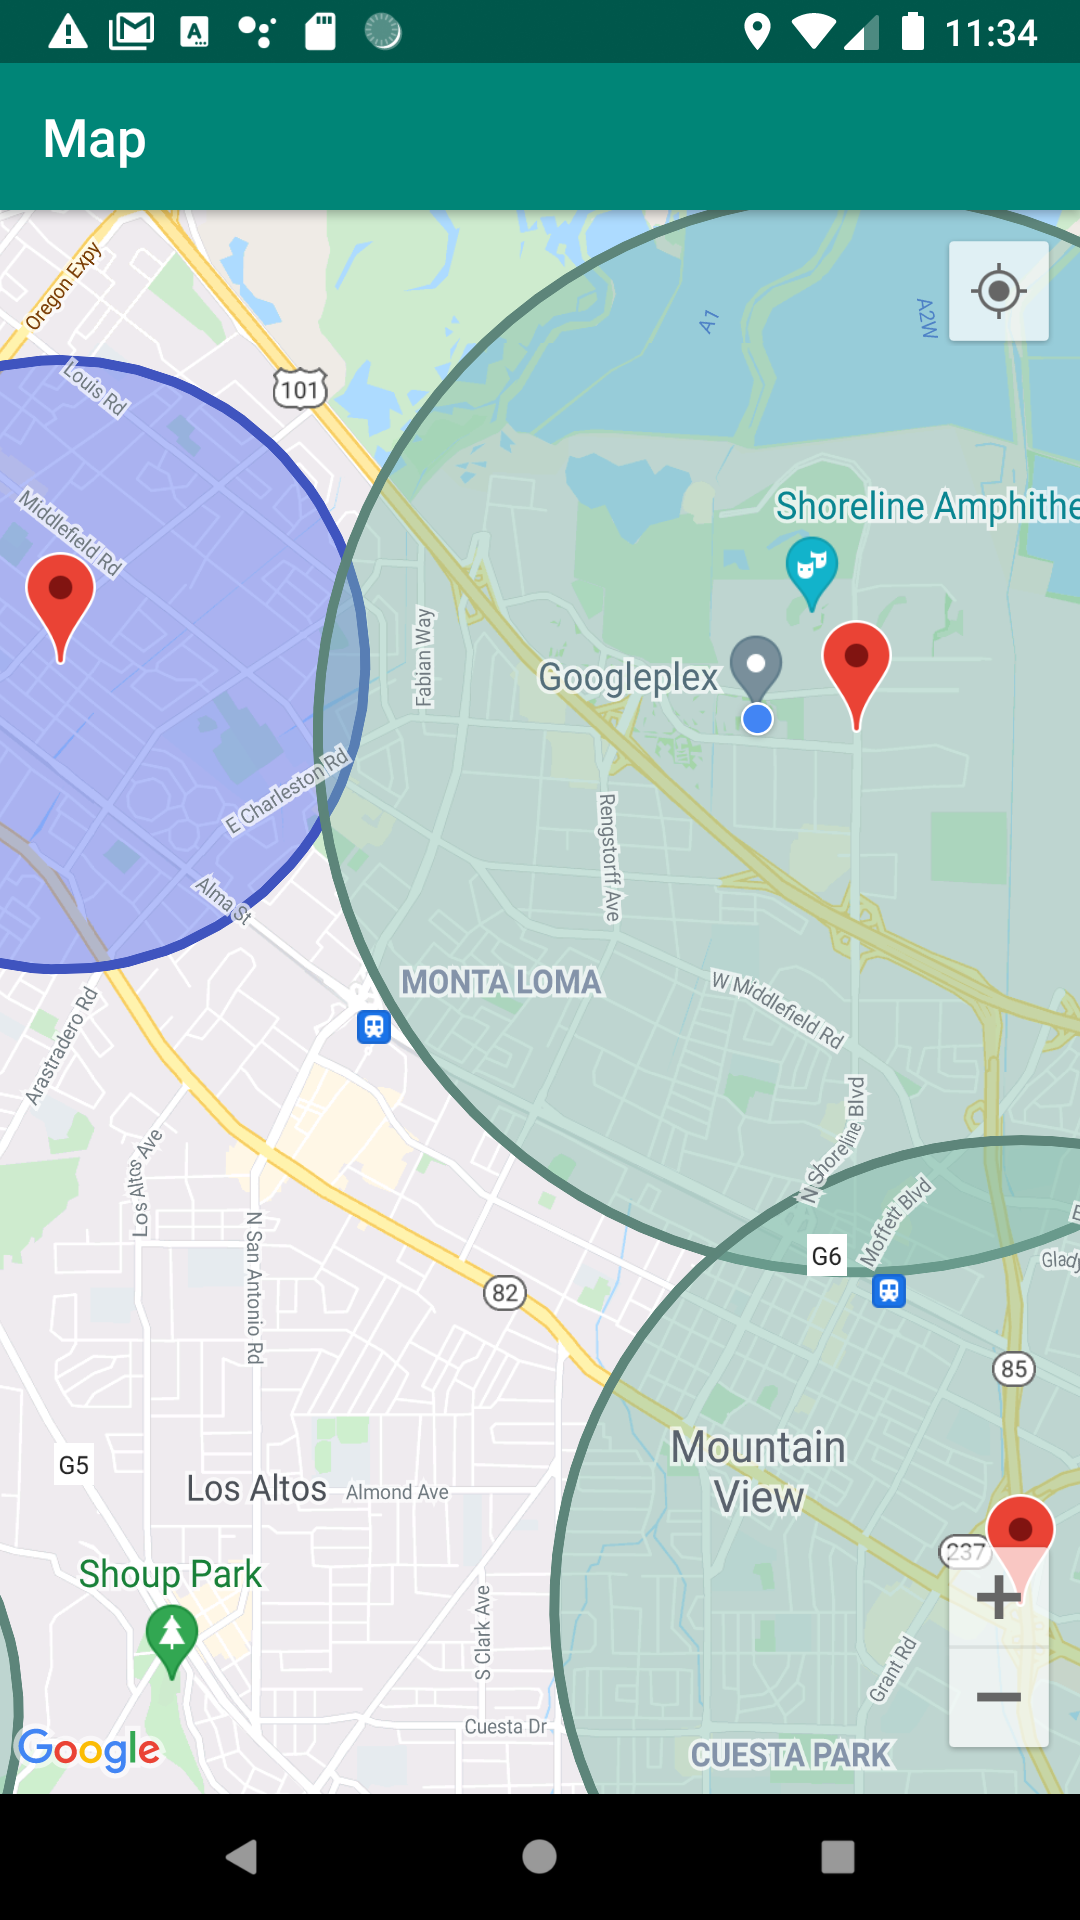 11:34
Map
Oregon Expy
Louis Rd
101
A1
A2W
Middlefield Rd
Shoreline Amphithe
Fabian Way
Googleplex
E Charleston Rd
Rengstorff Ave
Alma St
MONTA LOMA
W Middlefield Rd
Arastradero Rd
N Shoreline Blvd
Los Altos Ave
Moffett Blvd
E
N San Antonio Rd
G6
Glady
82
85
Mountain
View
G5
Los Altos
Almond Ave
237
Shoup Park
S Clark Ave
Grant Rd
Cuesta Dr
Google
CUESTA PARK